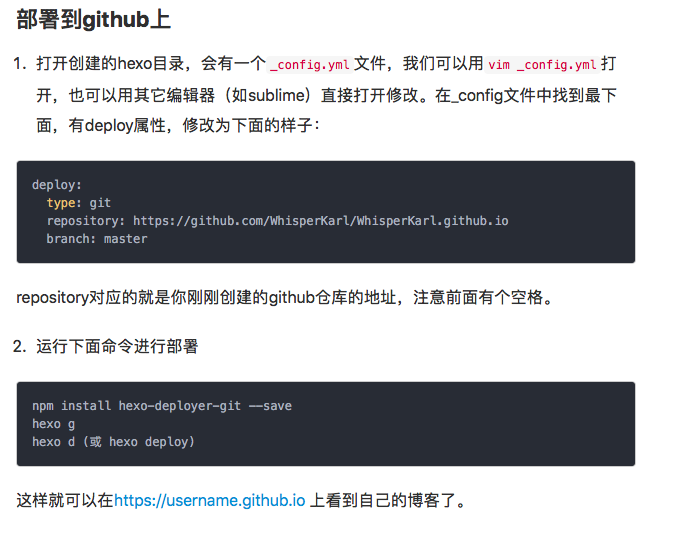 部署到github上
1. 打开创建的hexo目录，会有一个 _config.yml 文件，我们可以用 vim _config.yml 打
开，也可以用其它编辑器（如sublime）直接打开修改。在_config文件中找到最下
面，有deploy属性，修改为下面的样子：
deploy:
  type: git
  repository: https://github.com/WhisperKarl/WhisperKarl.github.io
  branch: master
repository对应的就是你刚刚创建的github仓库的地址，注意前面有个空格。
2. 运行下面命令进行部署
npm install hexo-deployer-git --save
hexo g
hexo d (或 hexo deploy)
这样就可以在https://username.github.io 上看到自己的博客了。